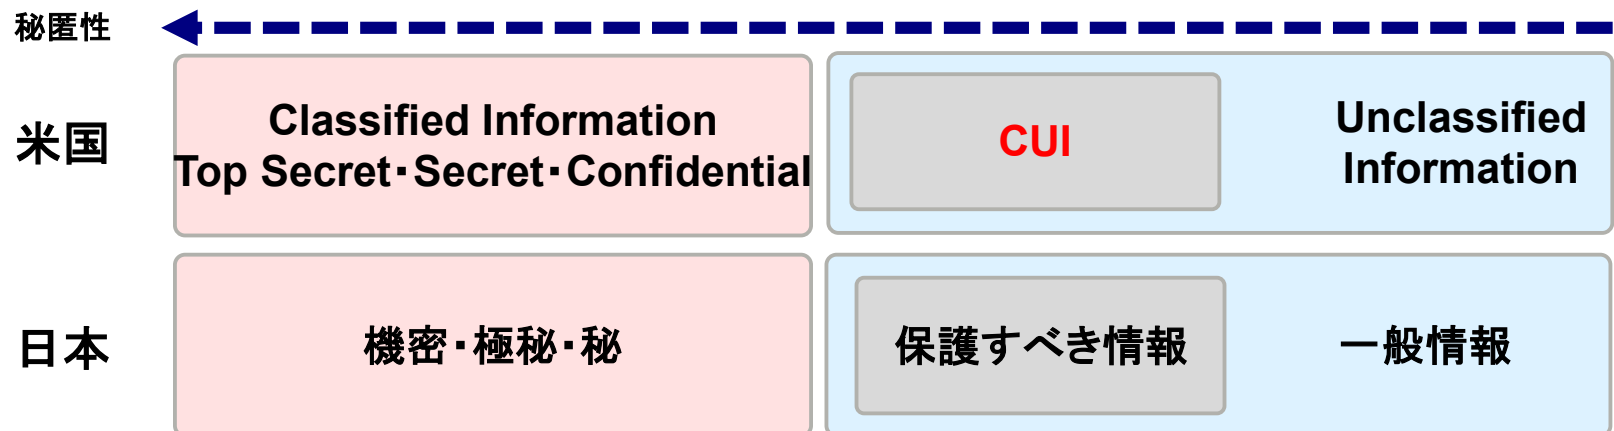 秘匿性
米国
Classified Information
Top Secret・Secret・Confidential
CUI
Unclassified
Information
日本
機密・極秘・秘
保護すべき情報
一般情報